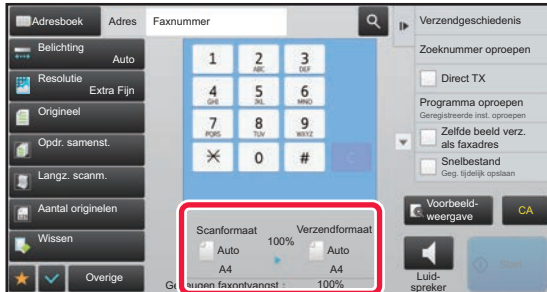 Adresboek
Adres
Faxnummer
Belichting
Auto
Resolutie
Extra Fijn
Origineel
Opdr. samenst.
Langz. scanm.
Aantal originelen
Wissen
Overige
1
2
ABC
3
DEF
4
GHI
5
JKL
6
MNO
7
PQRS
8
TUV
9
WXYZ
0
#
C
Scanformaat
Auto
A4
100%
Verzendformaat
Auto
A4
faxontvangst :
100%
Verzendgeschiedenis
Zoeknummer oproepen
Direct TX
Programma oproepen
Geregistreerde inst. oproepen
Zelfde beeld verz.
als faxadres
Snelbestand
Geg. tijdelijk opslaan
Voorbeeld-
weergave
CA
Luid-
spreker
Start